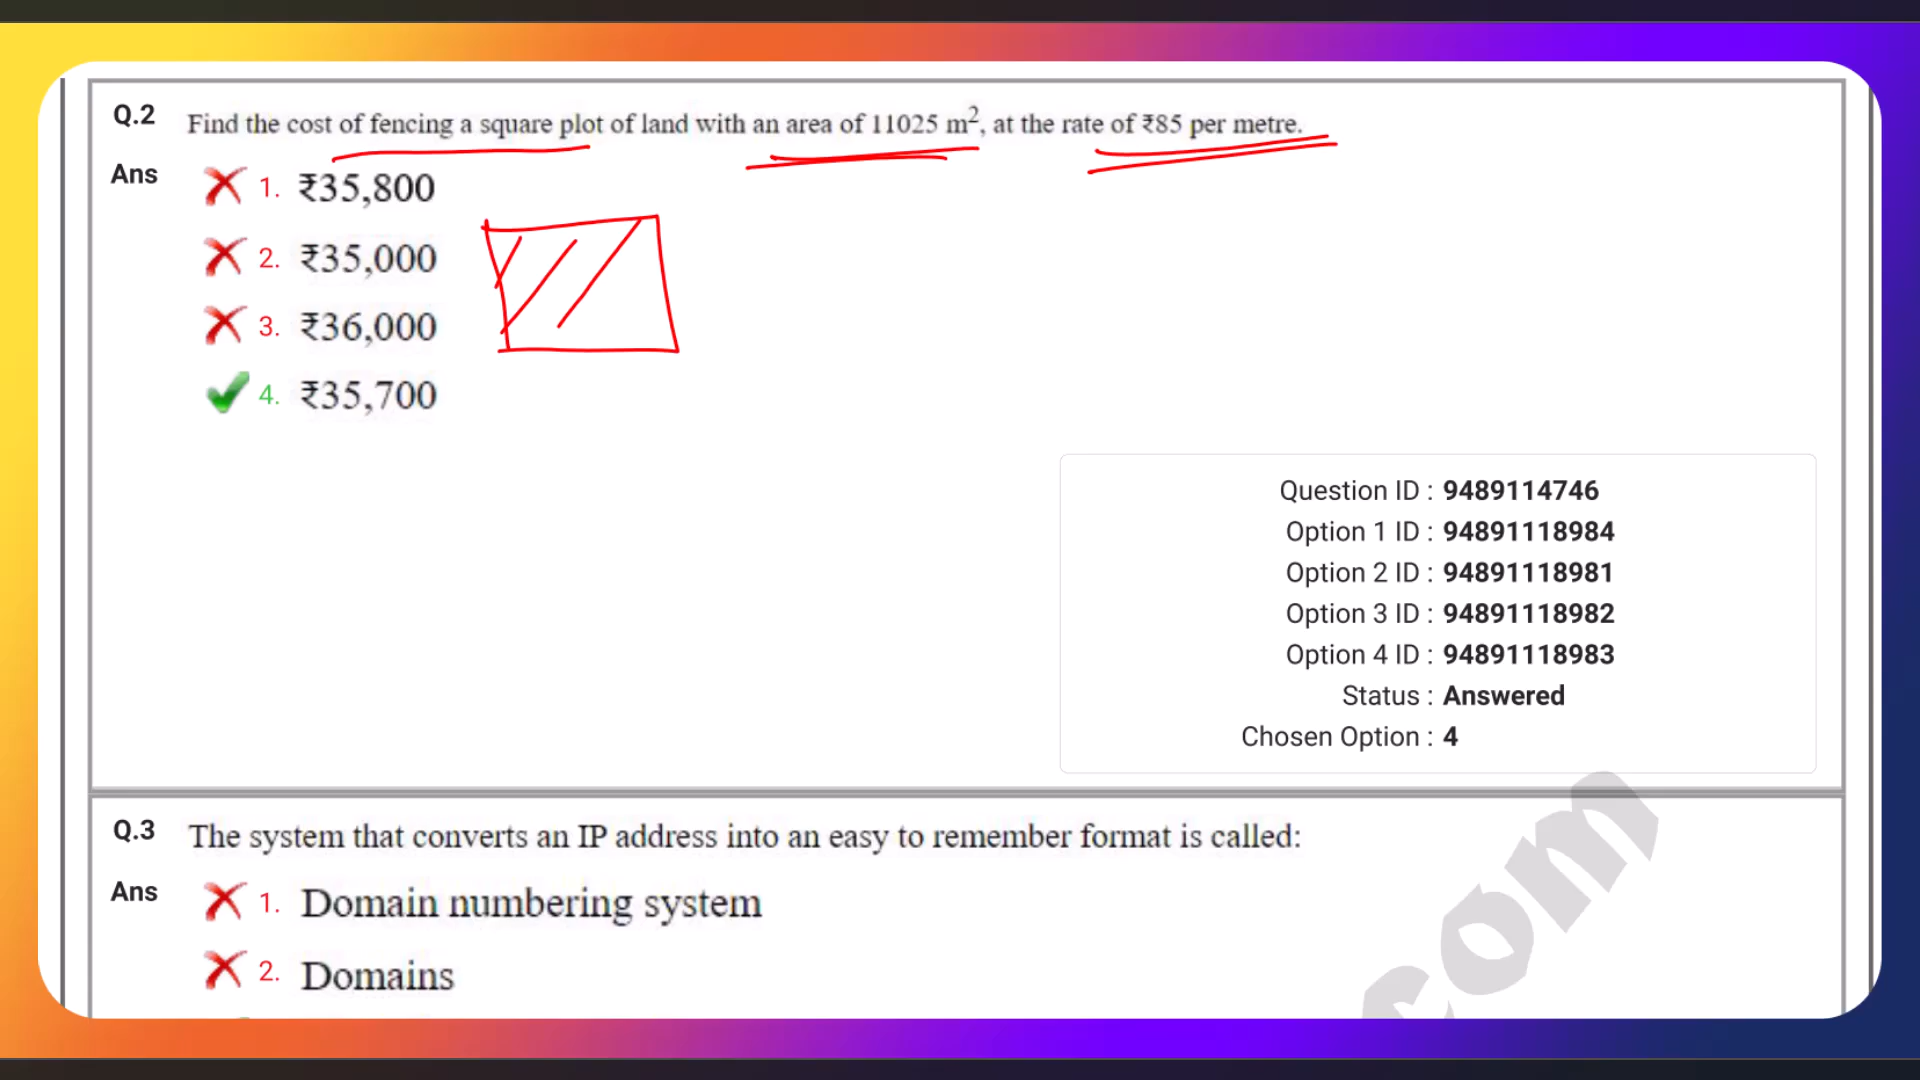 Q.2 Find the cost of fencing a square plot of land with an area of 11025 m², at the rate of ₹85 per metre.
Ans 1. ₹35,800
2. ₹35,000
3. ₹36,000
4. ₹35,700
Question ID : 9489114746
Option 1 ID : 94891118984
Option 2 ID : 94891118981
Option 3 ID : 94891118982
Option 4 ID : 94891118983
Status : Answered
Chosen Option : 4
Q.3 The system that converts an IP address into an easy to remember format is called:
Ans 1. Domain numbering system
2. Domains
com